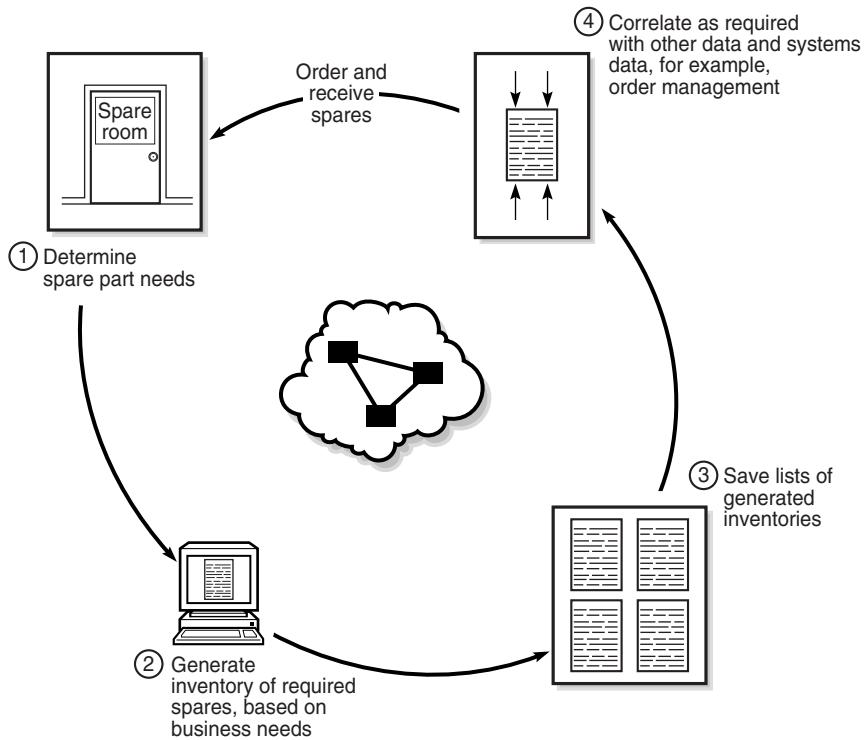 Spare
room
1 Determine
spare part needs
2 Generate
inventory of required
spares, based on
business needs
3 Save lists of
generated
inventories
4 Correlate as required
with other data and systems
data, for example,
order management
Order and
receive
spares